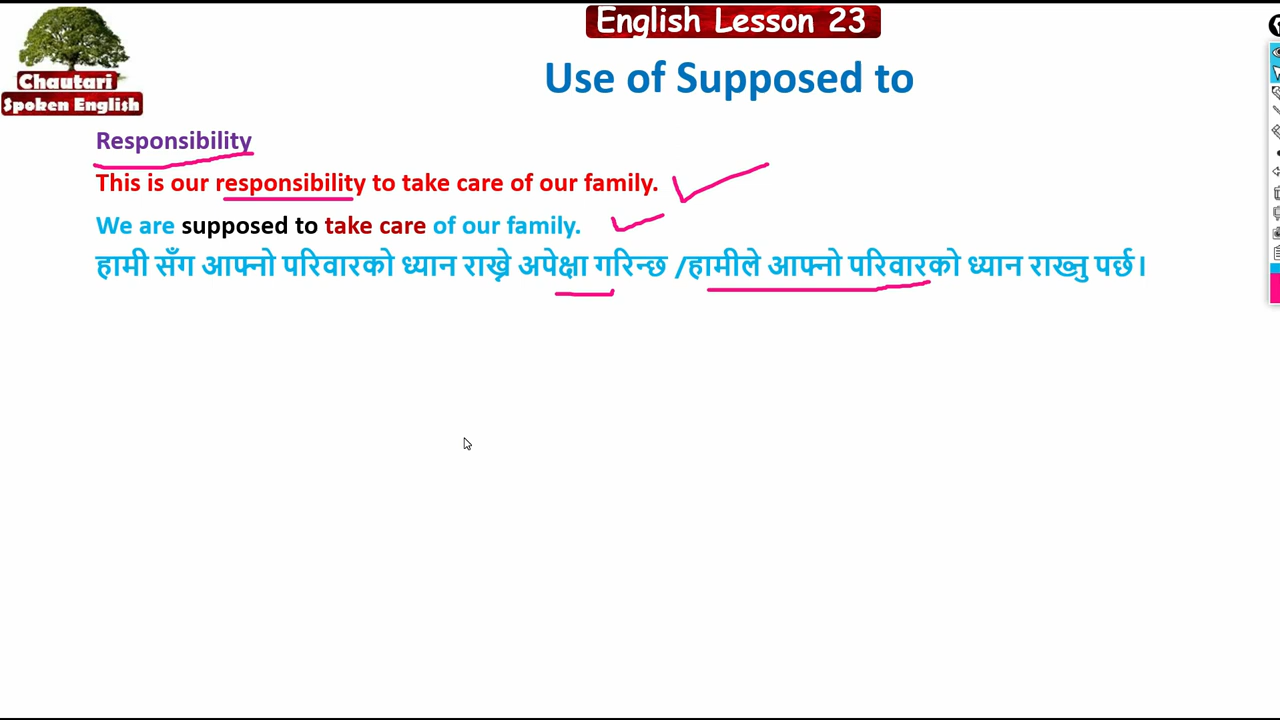 English Lesson 23
Chautari
Spoken English
Use of Supposed to
Responsibility
This is our responsibility to take care of our family.
We are supposed to take care of our family.
हामी सँग आफ्नो परिवारको ध्यान राख्ने अपेक्षा गरिन्छ /हामीले आफ्नो परिवारको ध्यान राख्नु पर्छ।